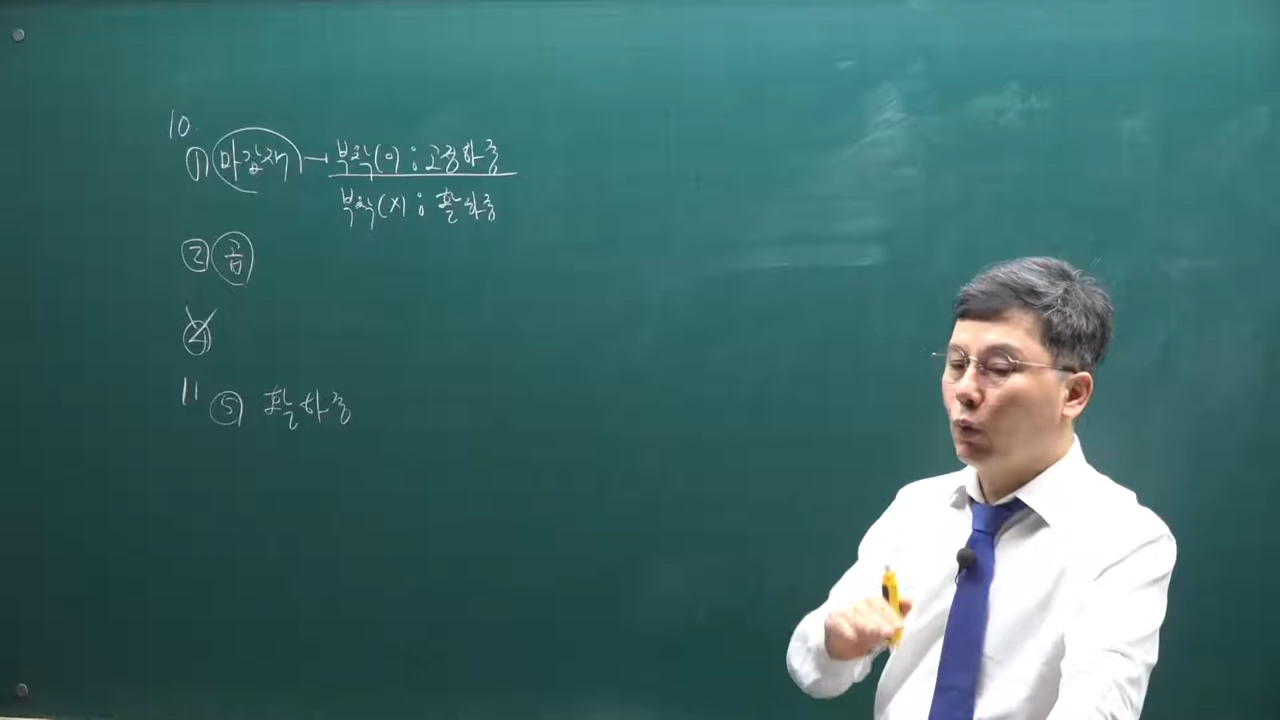 10.
① 마감재 → 부착(O) : 고정하중
부착(X) : 활하중
② 공
④
11 ⑤ 활하중